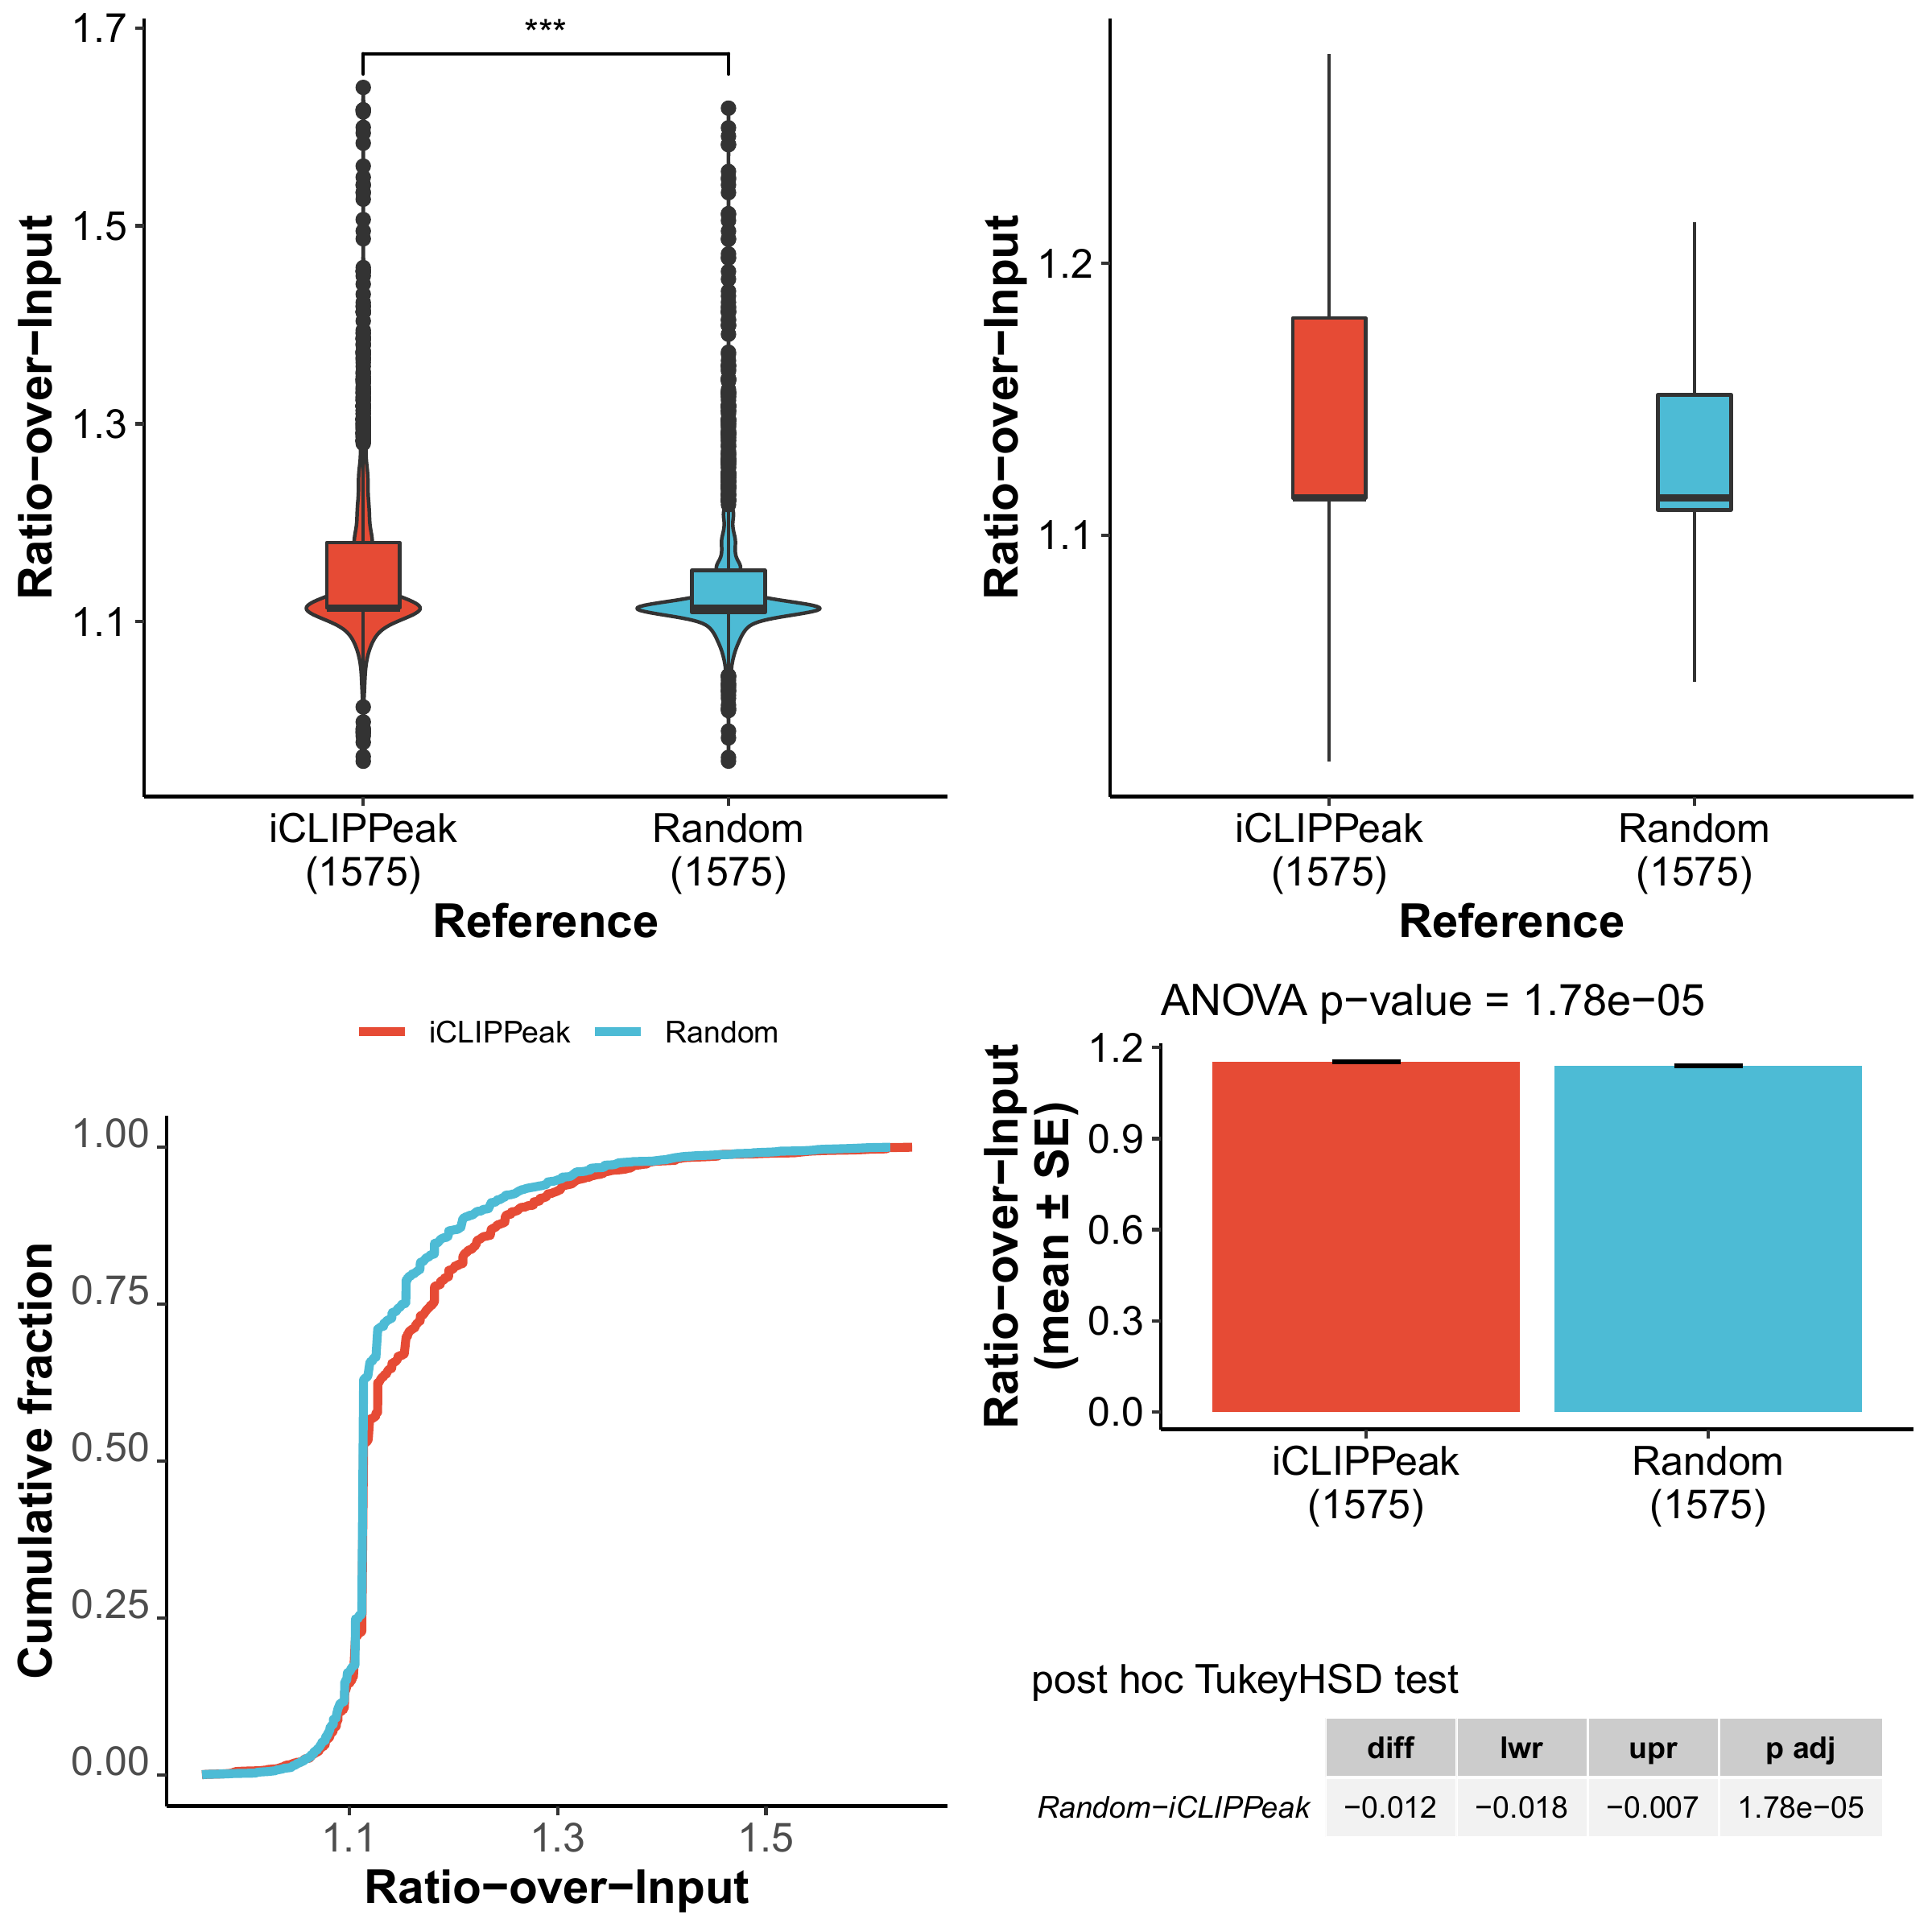 ***
Ratio−over−Input
1.7
1.5
1.3
1.1
iCLIPPeak
(1575)
Random
(1575)
Reference
Ratio−over−Input
1.2
1.1
iCLIPPeak
(1575)
Random
(1575)
Reference
iCLIPPeak
Random
Cumulative fraction
1.00
0.75
0.50
0.25
0.00
1.1
1.3
1.5
Ratio−over−Input
ANOVA p−value = 1.78e−05
Ratio−over−Input
(mean ± SE)
1.2
0.9
0.6
0.3
0.0
iCLIPPeak
(1575)
Random
(1575)
post hoc TukeyHSD test
diff lwr upr p adj
Random−iCLIPPeak −0.012 −0.018 −0.007 1.78e−05